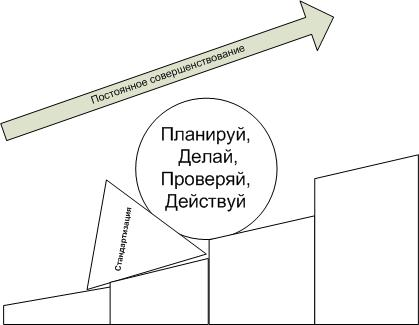 Постоянное совершенствование
Планируй,
Делай,
Проверяй,
Действуй
Стандартизация